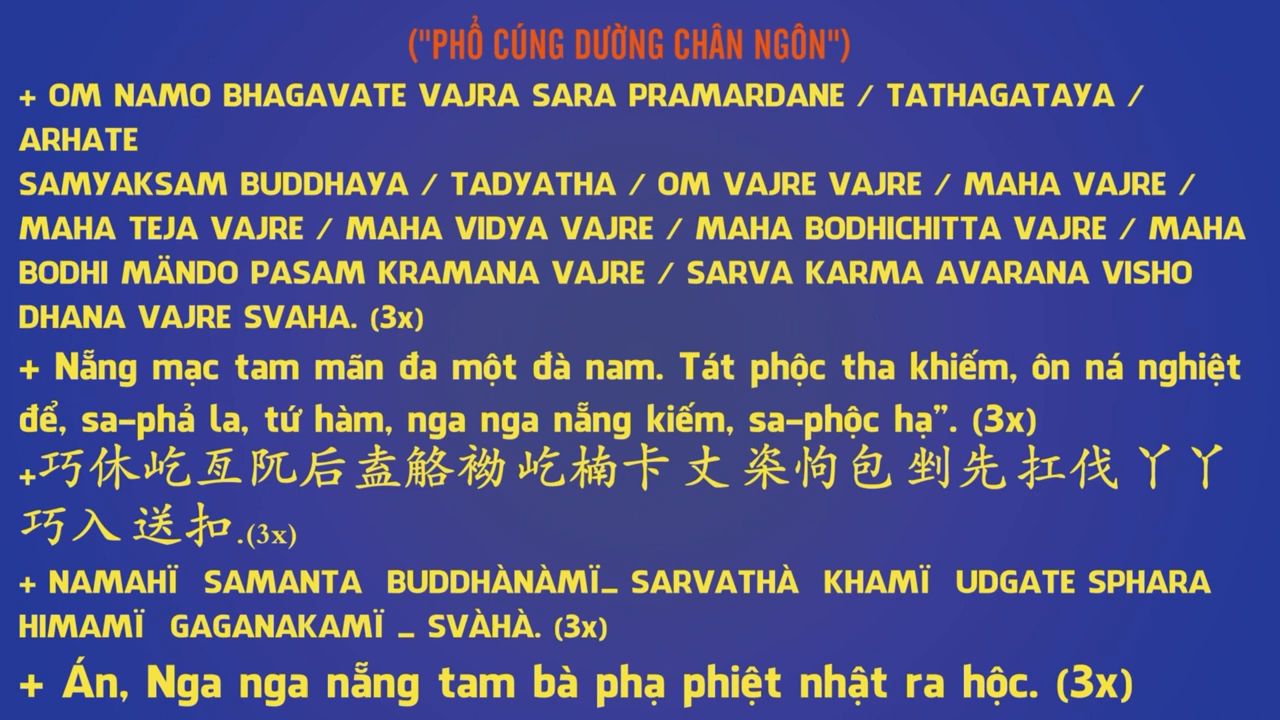 ("PHỔ CÚNG DƯỜNG CHÂN NGÔN")
+ OM NAMO BHAGAVATE VAJRA SARA PRAMARDANE / TATHAGATAYA /
ARHATE
SAMYAKSAM BUDDHAYA / TADYATHA / OM VAJRE VAJRE / MAHA VAJRE /
MAHA TEJA VAJRE / MAHA VIDYA VAJRE / MAHA BODHICHITTA VAJRE / MAHA
BODHI MÄNDO PASAM KRAMANA VAJRE / SARVA KARMA AVARANA VISHO
DHANA VAJRE SVAHA. (3x)
+ Nẵng mạc tam mãn đa một đà nam. Tát phộc tha khiếm, ôn ná nghiệt
để, sa-phả la, tứ hàm, nga nga nẵng kiếm, sa-phộc hạ”. (3x)
+巧休屹亙阢后盍觡袎屹楠卡丈粢怐包剉先扛伐丫丫
巧入送扣.(3x)
+ NAMAHÏ SAMANTA BUDDHÀNÀMÏ_ SARVATHÀ KHAMÏ UDGATE SPHARA
HIMAMÏ GAGANAKAMÏ _ SVÀHÀ. (3x)
+ Án, Nga nga nẵng tam bà phạ phiệt nhật ra hộc. (3x)